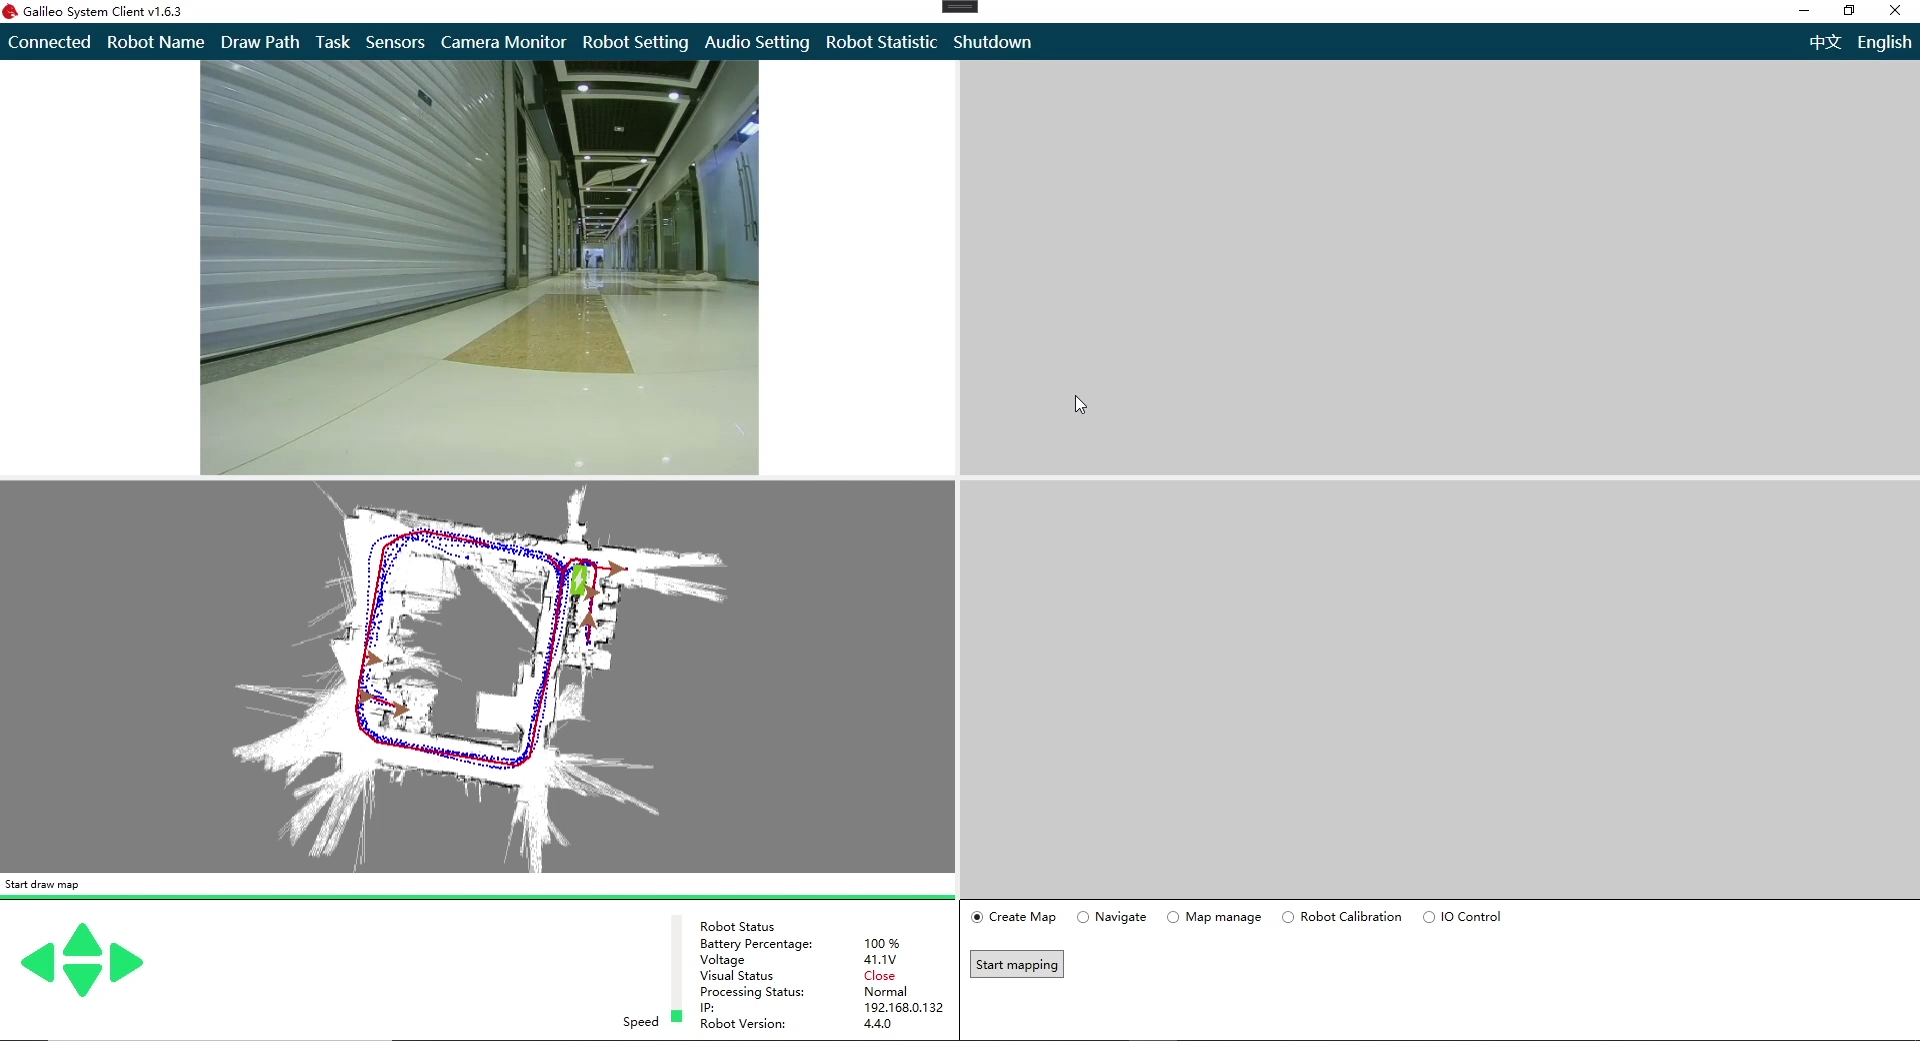 Galileo System Client v1.6.3
Connected Robot Name Draw Path Task Sensors Camera Monitor Robot Setting Audio Setting Robot Statistic Shutdown 中文 English
Start draw map
Speed
Robot Status
Battery Percentage: 100 %
Voltage 41.1V
Visual Status Close
Processing Status: Normal
IP: 192.168.0.132
Robot Version: 4.4.0
Create Map Navigate Map manage Robot Calibration IO Control
Start mapping